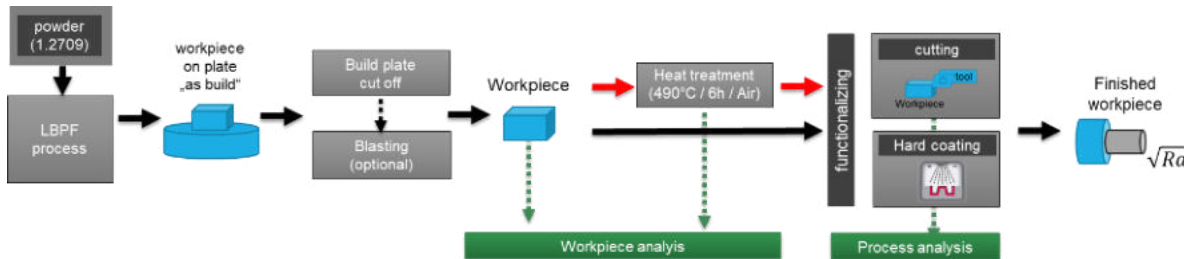 powder
(1.2709)
LBPF
process
workpiece
on plate
„as build“
Build plate
cut off
Blasting
(optional)
Workpiece
Heat treatment
(490°C / 6h / Air)
Workpiece analyis
functionalizing
cutting
tool
Workpiece
Hard coating
Process analysis
Finished
workpiece
√Ra